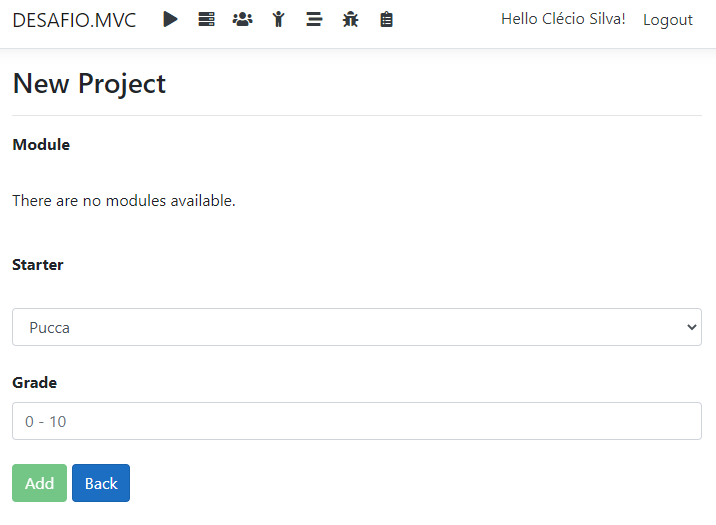 DESAFIO.MVC Hello Clécio Silva! Logout
New Project
Module
There are no modules available.
Starter
Pucca
Grade
0 - 10
Add Back